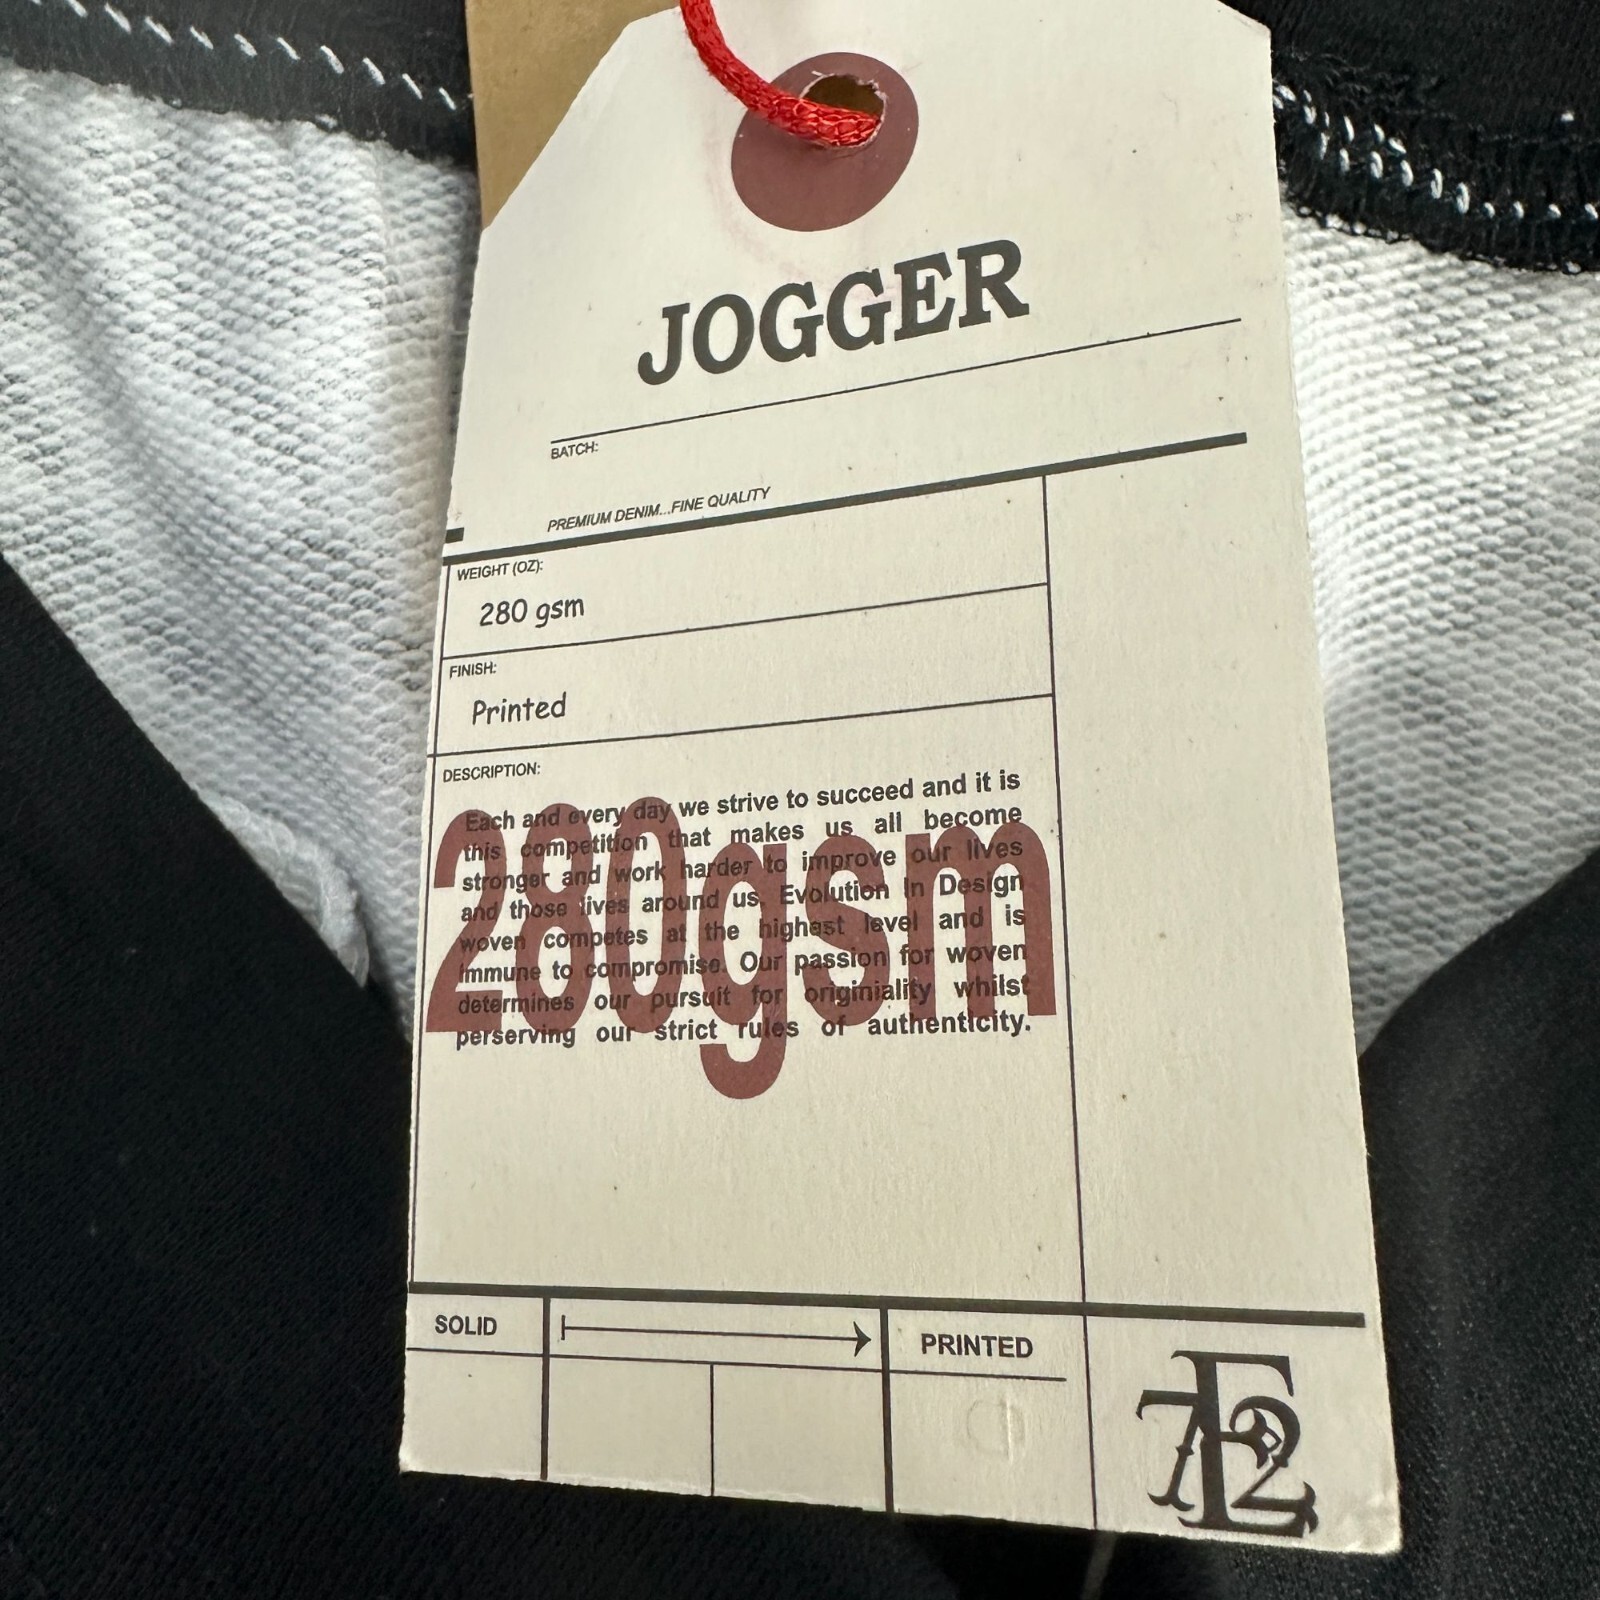 JOGGER
BATCH:
PREMIUM DENIM...FINE QUALITY
WEIGHT (OZ):
280 gsm
FINISH:
Printed
DESCRIPTION:
Each and every day we strive to succeed and it is
this competition that makes us all become
stronger and work harder to improve our lives
and those lives around us. Evolution In Design
woven competes at the highest level and is
immune to compromise. Our passion for woven
determines our pursuit for originiality whilst
perserving our strict rules of authenticity.
280gsm
SOLID
PRINTED
E72